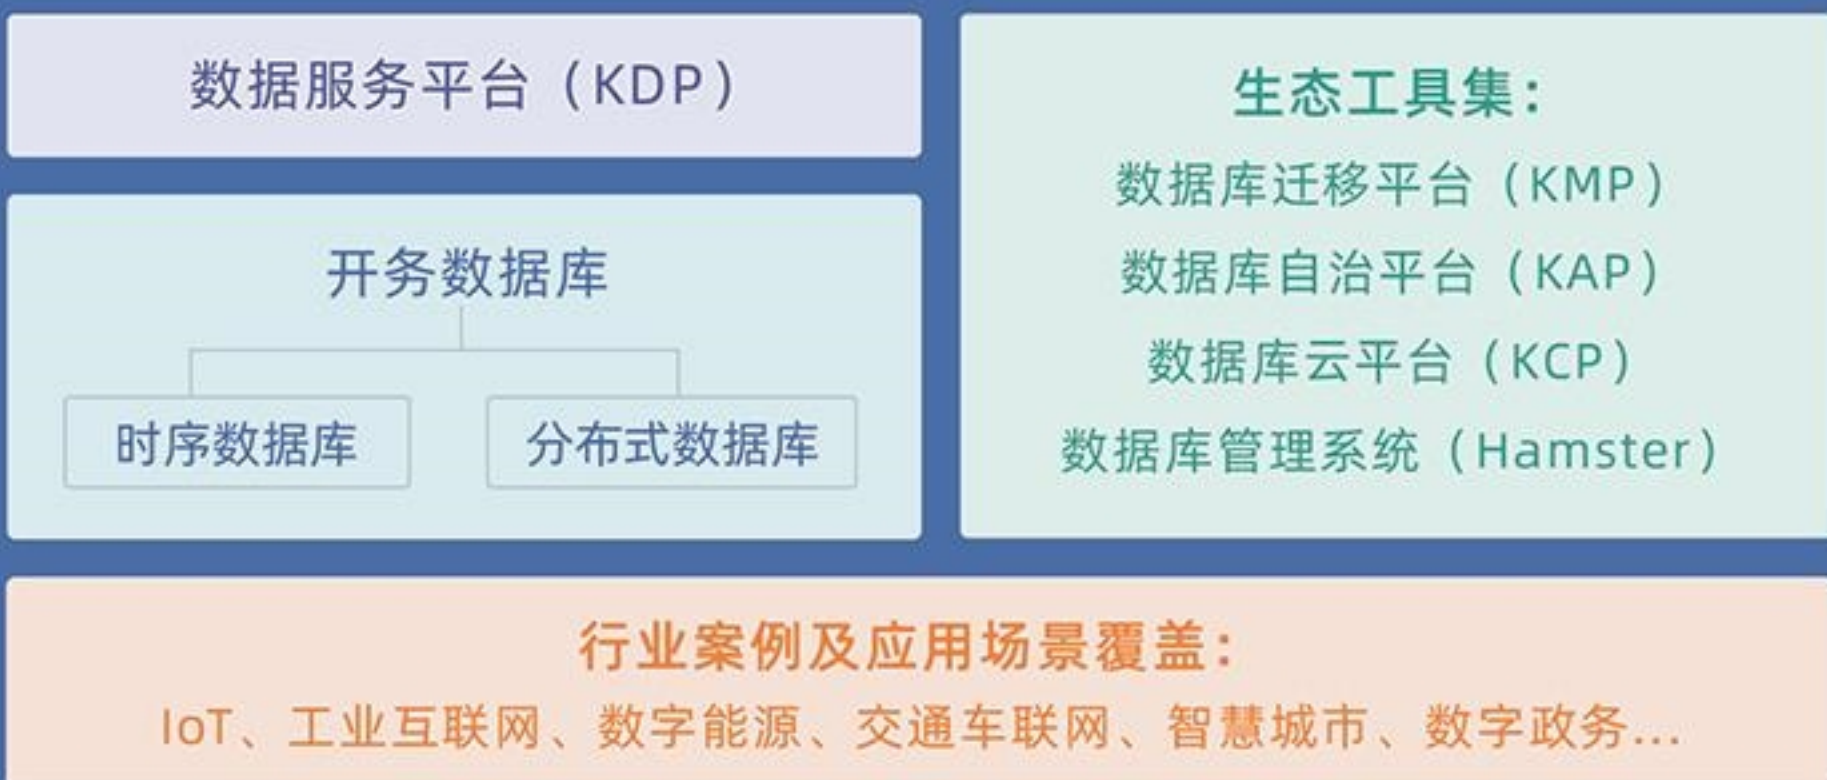 数据服务平台（KDP）
开务数据库
时序数据库
分布式数据库
生态工具集：
数据库迁移平台（KMP）
数据库自治平台（KAP）
数据库云平台（KCP）
数据库管理系统（Hamster）
行业案例及应用场景覆盖：
IoT、工业互联网、数字能源、交通车联网、智慧城市、数字政务...